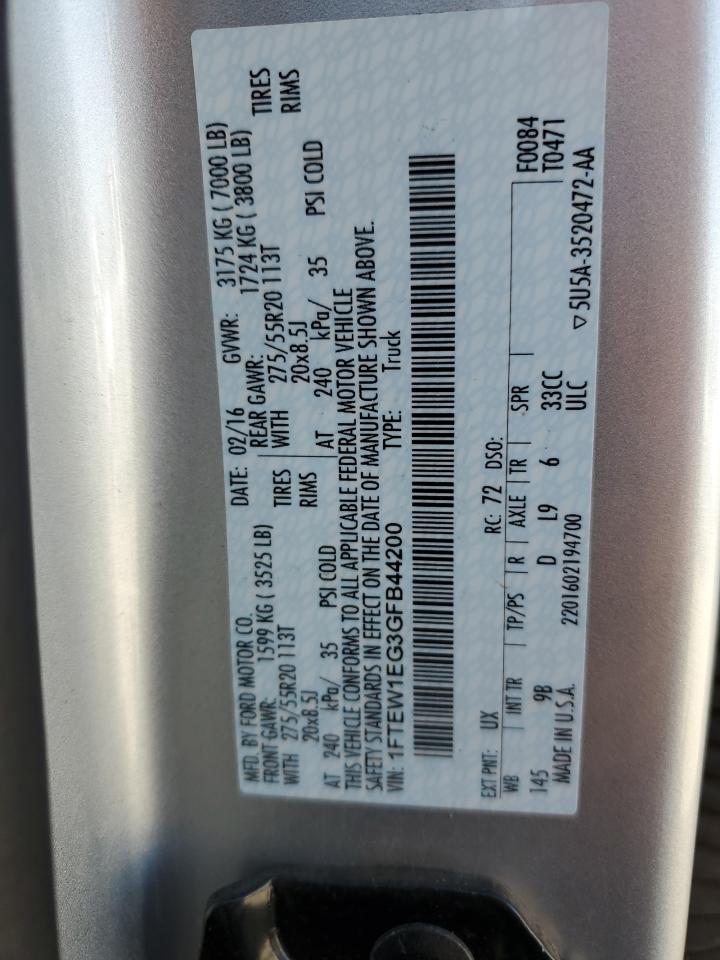 MFD. BY FORD MOTOR CO.
DATE: 02/16 GVWR: 3175 KG ( 7000 LB)
FRONT GAWR: 1599 KG ( 3525 LB)
REAR GAWR: 1724 KG ( 3800 LB)
WITH 275/55R20 113T TIRES
WITH 275/55R20 113T TIRES
20x8.5J RIMS
20x8.5J RIMS
AT 240 kPa/ 35 PSI COLD
AT 240 kPa/ 35 PSI COLD
THIS VEHICLE CONFORMS TO ALL APPLICABLE FEDERAL MOTOR VEHICLE
SAFETY STANDARDS IN EFFECT ON THE DATE OF MANUFACTURE SHOWN ABOVE.
VIN: 1FTEW1EG3GFB44200 TYPE: Truck
EXT PNT: UX RC: 72 DSO:
WB INT TR TP/PS R AXLE TR SPR F0084
145 9B D L9 6 33CC T0471
MADE IN U.S.A. 2201602194700 ULC
▽5U5A-3520472-AA